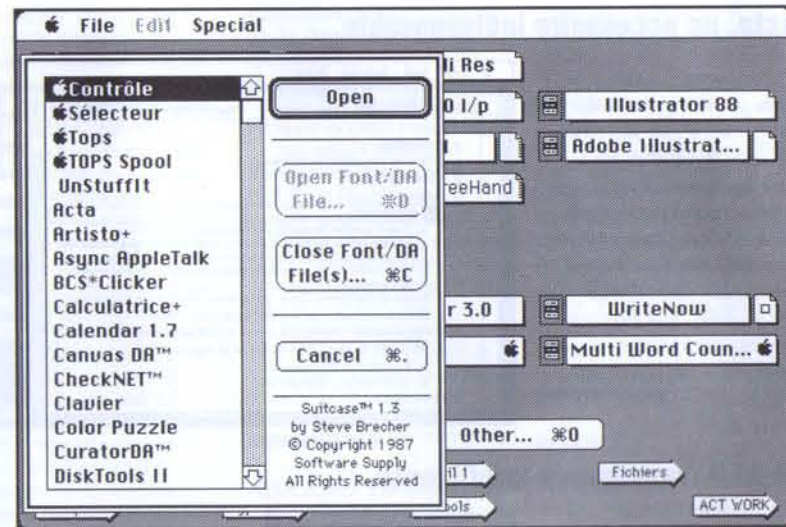 File Edit Special
Contrôle
Sélecteur
Tops
TOPS Spool
UnStuffIt
Acta
Artisto+
Async AppleTalk
BCS*Clicker
Calculatrice+
Calendar 1.7
Canvas DA™
CheckNET™
Clavier
Color Puzzle
CuratorDA™
DiskTools II
Open
Open Font/DA
File... ⌘O
Close Font/DA
File(s)... ⌘C
Cancel ⌘.
Suitcase™ 1.3
by Steve Brecher
© Copyright 1987
Software Supply
All Rights Reserved
li Res
0 l/p
Illustrator 88
Adobe Illustrat...
reeHand
r 3.0
WriteNow
Multi Word Coun...
Other... ⌘O
il 1
Fichiers
ools
ACT WORK